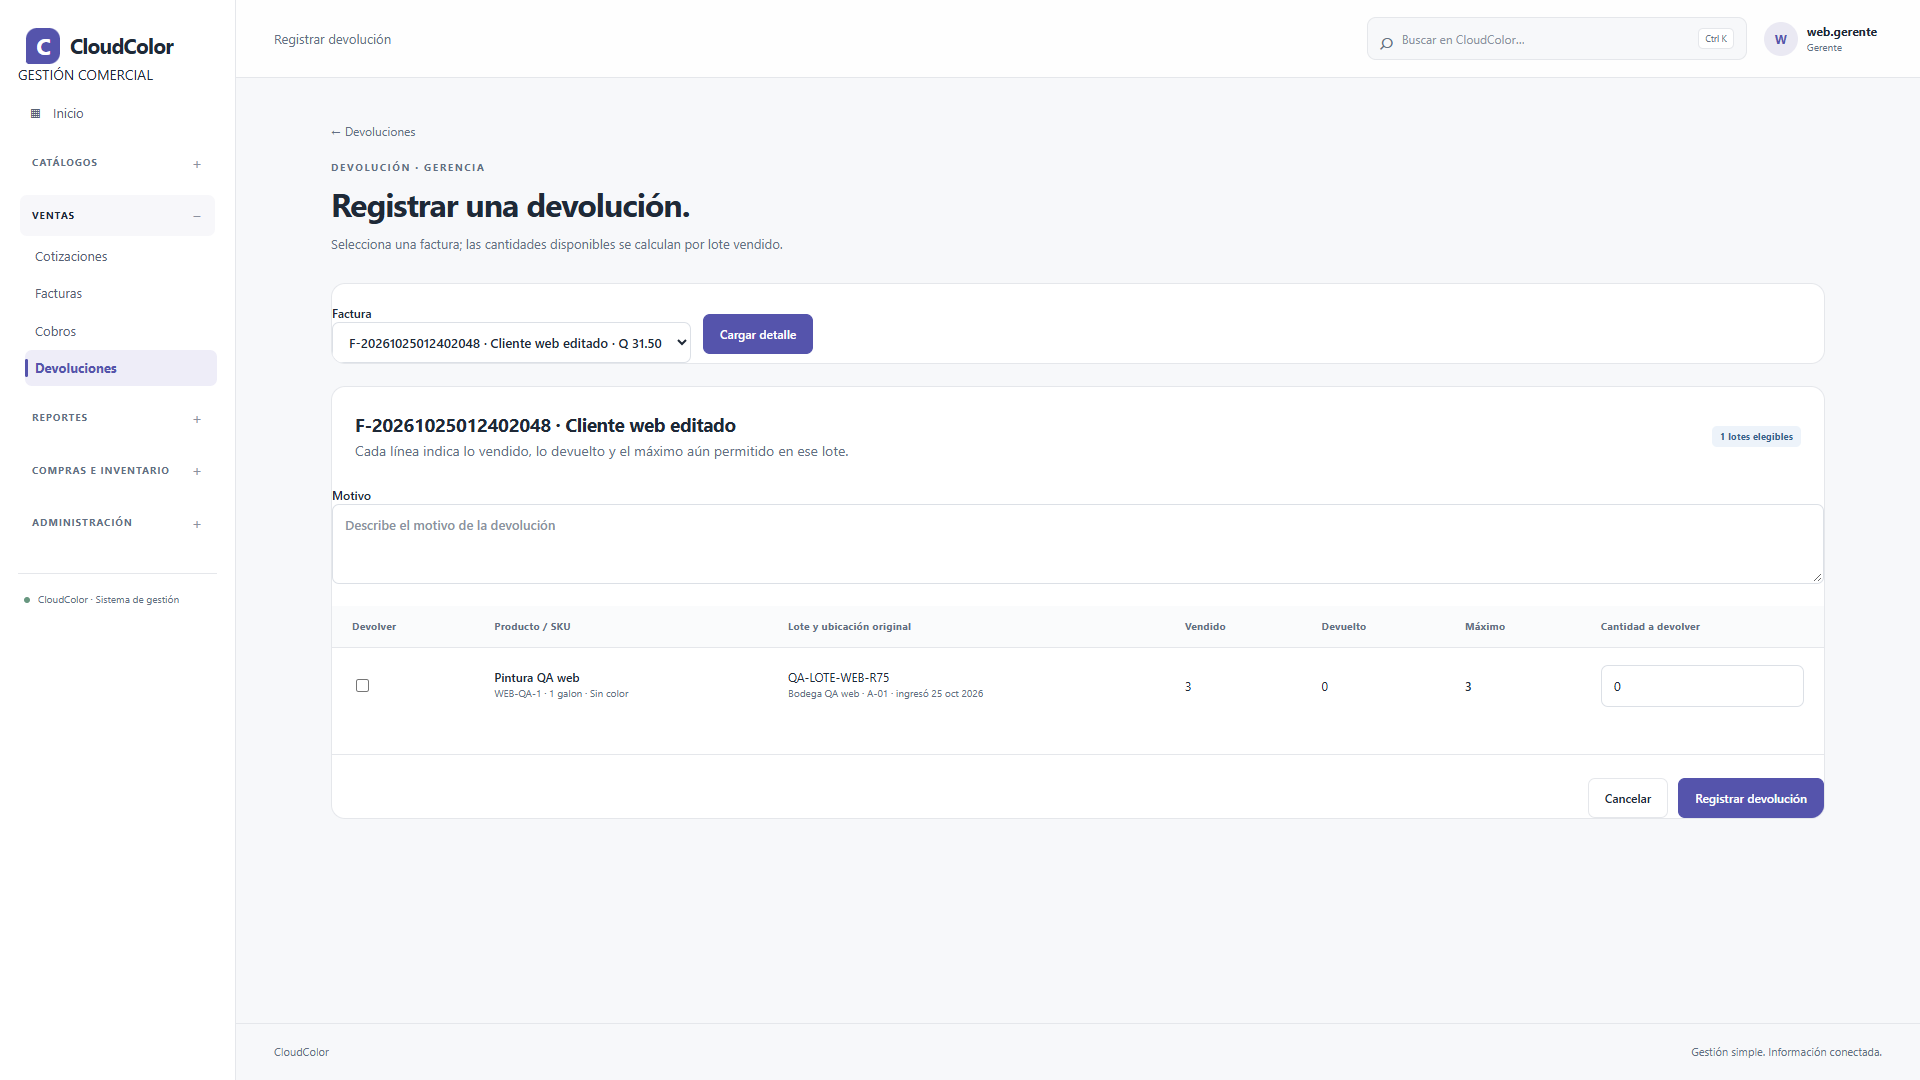 C CloudColor
GESTIÓN COMERCIAL
Inicio
CATÁLOGOS +
VENTAS −
Cotizaciones
Facturas
Cobros
Devoluciones
REPORTES +
COMPRAS E INVENTARIO +
ADMINISTRACIÓN +
CloudColor · Sistema de gestión
Registrar devolución
Buscar en CloudColor...
Ctrl K
W
web.gerente
Gerente
← Devoluciones
DEVOLUCIÓN · GERENCIA
Registrar una devolución.
Selecciona una factura; las cantidades disponibles se calculan por lote vendido.
Factura
F-20261025012402048 · Cliente web editado · Q 31.50
Cargar detalle
F-20261025012402048 · Cliente web editado
Cada línea indica lo vendido, lo devuelto y el máximo aún permitido en ese lote.
1 lotes elegibles
Motivo
Describe el motivo de la devolución
Devolver Producto / SKU Lote y ubicación original Vendido Devuelto Máximo Cantidad a devolver
Pintura QA web QA-LOTE-WEB-R75 3 0 3 0
WEB-QA-1 · 1 galon · Sin color Bodega QA web · A-01 · ingresó 25 oct 2026
Cancelar Registrar devolución
CloudColor
Gestión simple. Información conectada.